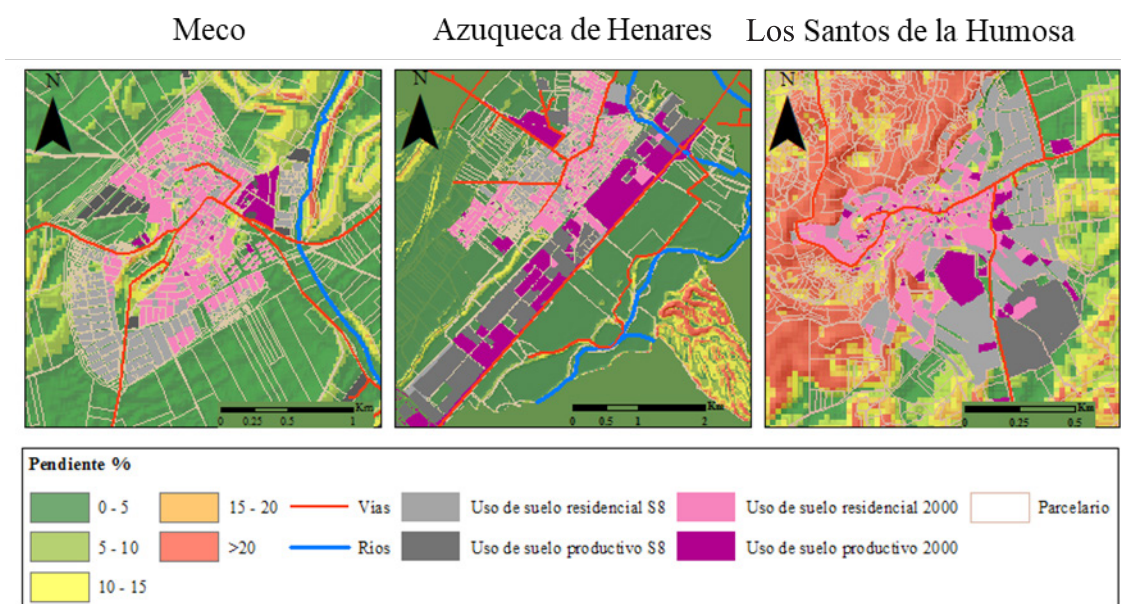 Meco Azuqueca de Henares Los Santos de la Humosa
N N N
Km Km Km
0 0.25 0.5 1 0 0.5 1 2 0 0.25 0.5
Pendiente %
0 - 5 15 - 20 Vias Uso de suelo residencial S8 Uso de suelo residencial 2000 Parcelario
5 - 10 >20 Rios Uso de suelo productivo S8 Uso de suelo productivo 2000
10 - 15